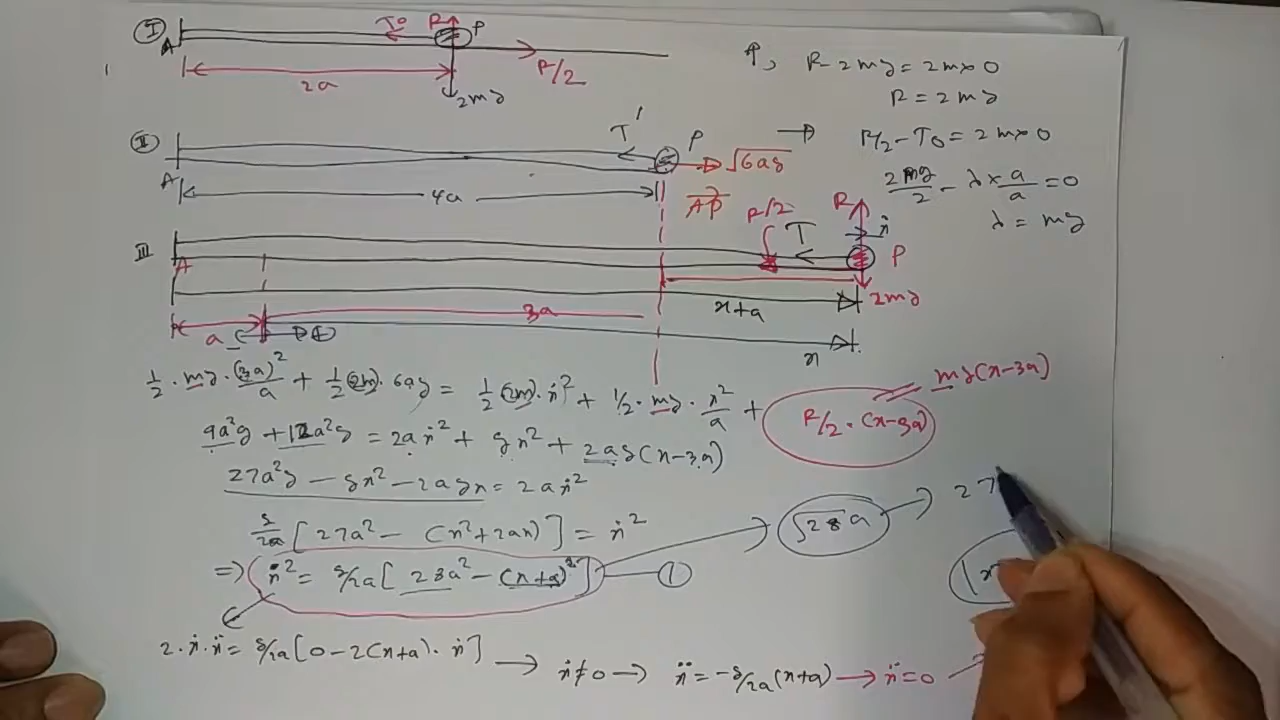 I T₀ R P
A
2a R/2
2mg
↑, R - 2mg = 2m×0
R = 2mg
II T' P → R/2 - T₀ = 2m×0
A √6ag
4a AP
2mg/2 - λ × a/a = 0
λ = mg
III R/2 T R ẍ
A P
2mg
x+a
a 3a
x
1/2 · mg · (3a)²/a + 1/2 (2m) · 6ag = 1/2 (2m) · ẋ² + 1/2 · mg · x²/a + R/2 · (x-3a)
mg(x-3a)
9a²g + 12a²g = 2aẋ² + gx² + 2ag(x-3a)
27a²g - gx² - 2agx = 2aẋ²
g/2a [27a² - (x²+2ax)] = ẋ²
√28 a 27
⇒ ẋ² = g/2a [28a² - (x+a)²] 1
2·ẋ·ẍ = g/2a [0 - 2(x+a)·ẋ] → ẋ≠0 → ẍ = -g/2a (x+a) → ẍ = 0